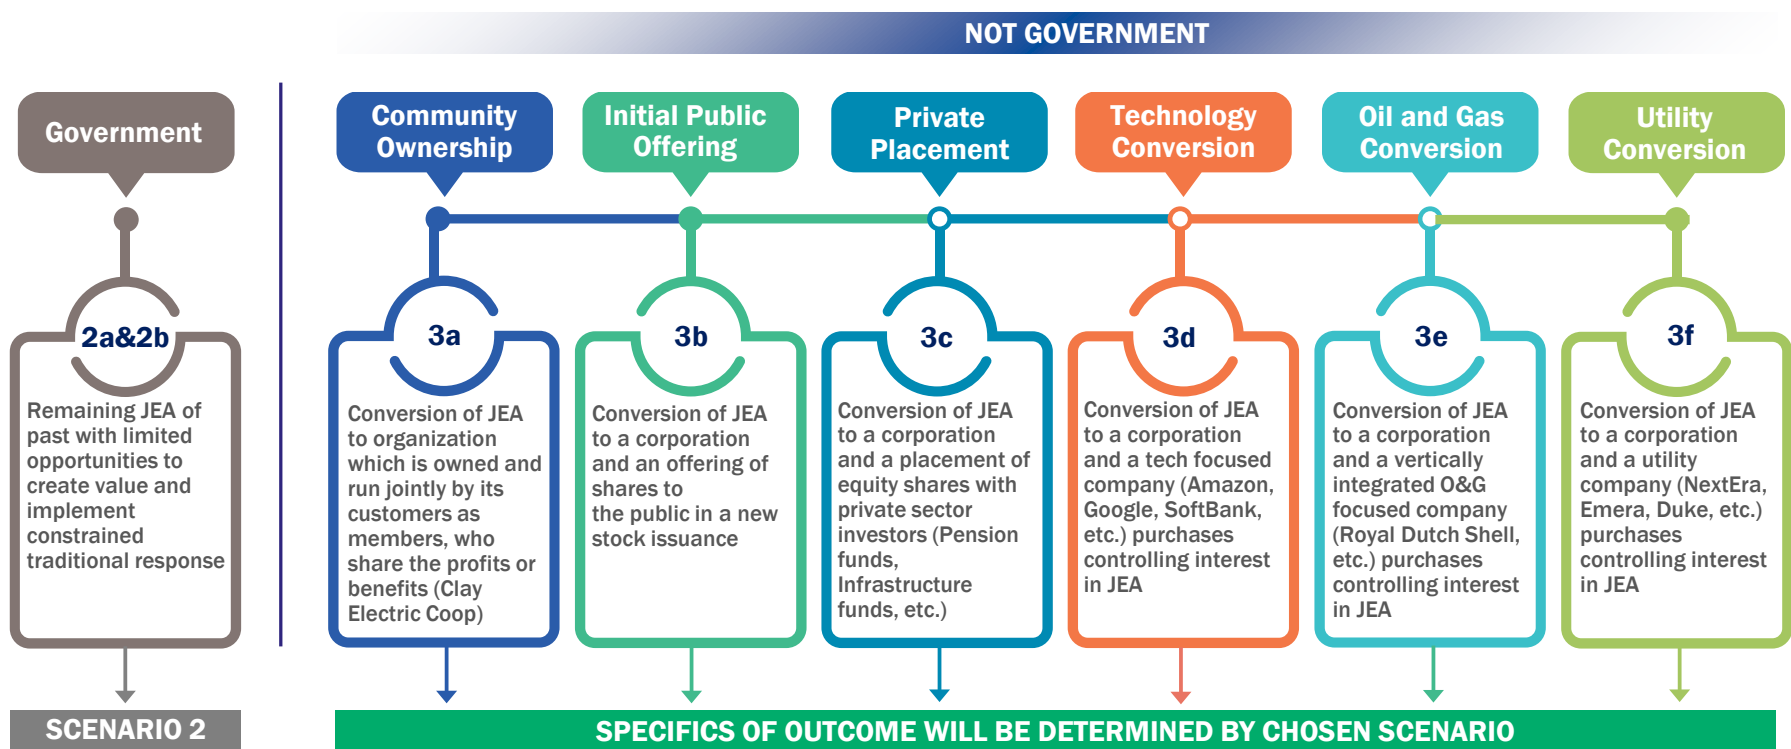 NOT GOVERNMENT
Government
2a&2b
Remaining JEA of
past with limited
opportunities to
create value and
implement
constrained
traditional response
SCENARIO 2
Community
Ownership
3a
Conversion of JEA
to organization
which is owned and
run jointly by its
customers as
members, who
share the profits or
benefits (Clay
Electric Coop)
Initial Public
Offering
3b
Conversion of JEA
to a corporation
and an offering of
shares to
the public in a new
stock issuance
Private
Placement
3c
Conversion of JEA
to a corporation
and a placement of
equity shares with
private sector
investors (Pension
funds,
Infrastructure
funds, etc.)
Technology
Conversion
3d
Conversion of JEA
to a corporation
and a tech focused
company (Amazon,
Google, SoftBank,
etc.) purchases
controlling interest
in JEA
Oil and Gas
Conversion
3e
Conversion of JEA
to a corporation
and a vertically
integrated O&G
focused company
(Royal Dutch Shell,
etc.) purchases
controlling interest
in JEA
Utility
Conversion
3f
Conversion of JEA
to a corporation
and a utility
company (NextEra,
Emera, Duke, etc.)
purchases
controlling interest
in JEA
SPECIFICS OF OUTCOME WILL BE DETERMINED BY CHOSEN SCENARIO